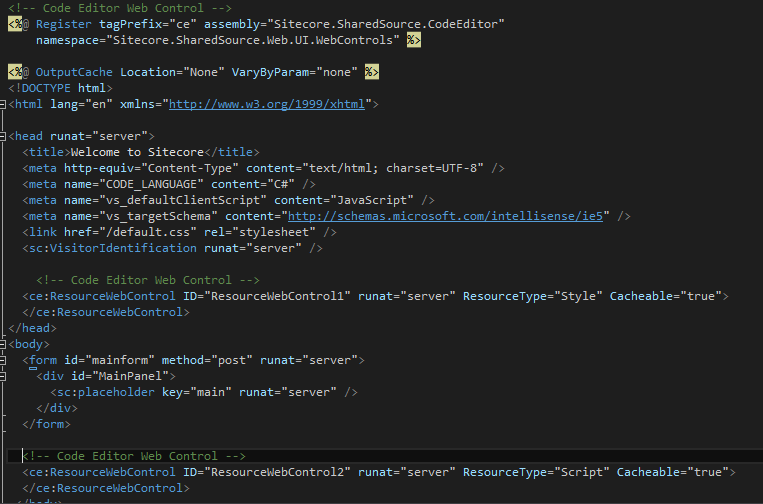 <!-- Code Editor Web Control -->
<%@ Register tagPrefix="ce" assembly="Sitecore.SharedSource.CodeEditor"
namespace="Sitecore.SharedSource.Web.UI.WebControls" %>
<%@ OutputCache Location="None" VaryByParam="none" %>
<!DOCTYPE html>
<html lang="en" xmlns="http://www.w3.org/1999/xhtml">
<head runat="server">
<title>Welcome to Sitecore</title>
<meta http-equiv="Content-Type" content="text/html; charset=UTF-8" />
<meta name="CODE_LANGUAGE" content="C#" />
<meta name="vs_defaultClientScript" content="JavaScript" />
<meta name="vs_targetSchema" content="http://schemas.microsoft.com/intellisense/ie5" />
<link href="/default.css" rel="stylesheet" />
<sc:VisitorIdentification runat="server" />
<!-- Code Editor Web Control -->
<ce:ResourceWebControl ID="ResourceWebControl1" runat="server" ResourceType="Style" Cacheable="true">
</ce:ResourceWebControl>
</head>
<body>
<form id="mainform" method="post" runat="server">
<div id="MainPanel">
<sc:placeholder key="main" runat="server" />
</div>
</form>
<!-- Code Editor Web Control -->
<ce:ResourceWebControl ID="ResourceWebControl2" runat="server" ResourceType="Script" Cacheable="true">
</ce:ResourceWebControl>
</body>